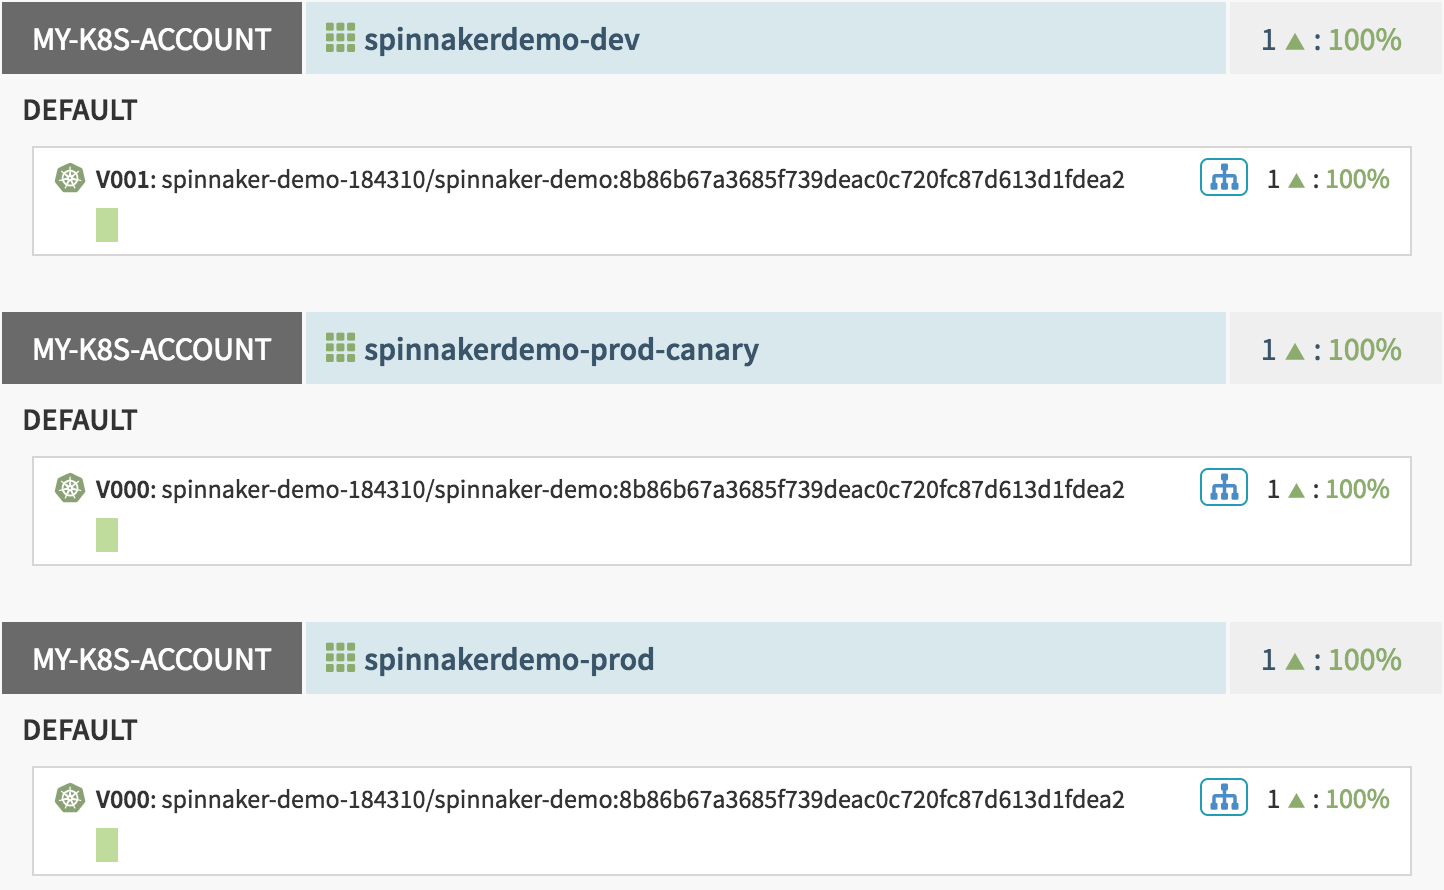 MY-K8S-ACCOUNT spinnakerdemo-dev 1 ▲ : 100%
DEFAULT
V001: spinnaker-demo-184310/spinnaker-demo:8b86b67a3685f739deac0c720fc87d613d1fdea2 1 ▲ : 100%
MY-K8S-ACCOUNT spinnakerdemo-prod-canary 1 ▲ : 100%
DEFAULT
V000: spinnaker-demo-184310/spinnaker-demo:8b86b67a3685f739deac0c720fc87d613d1fdea2 1 ▲ : 100%
MY-K8S-ACCOUNT spinnakerdemo-prod 1 ▲ : 100%
DEFAULT
V000: spinnaker-demo-184310/spinnaker-demo:8b86b67a3685f739deac0c720fc87d613d1fdea2 1 ▲ : 100%